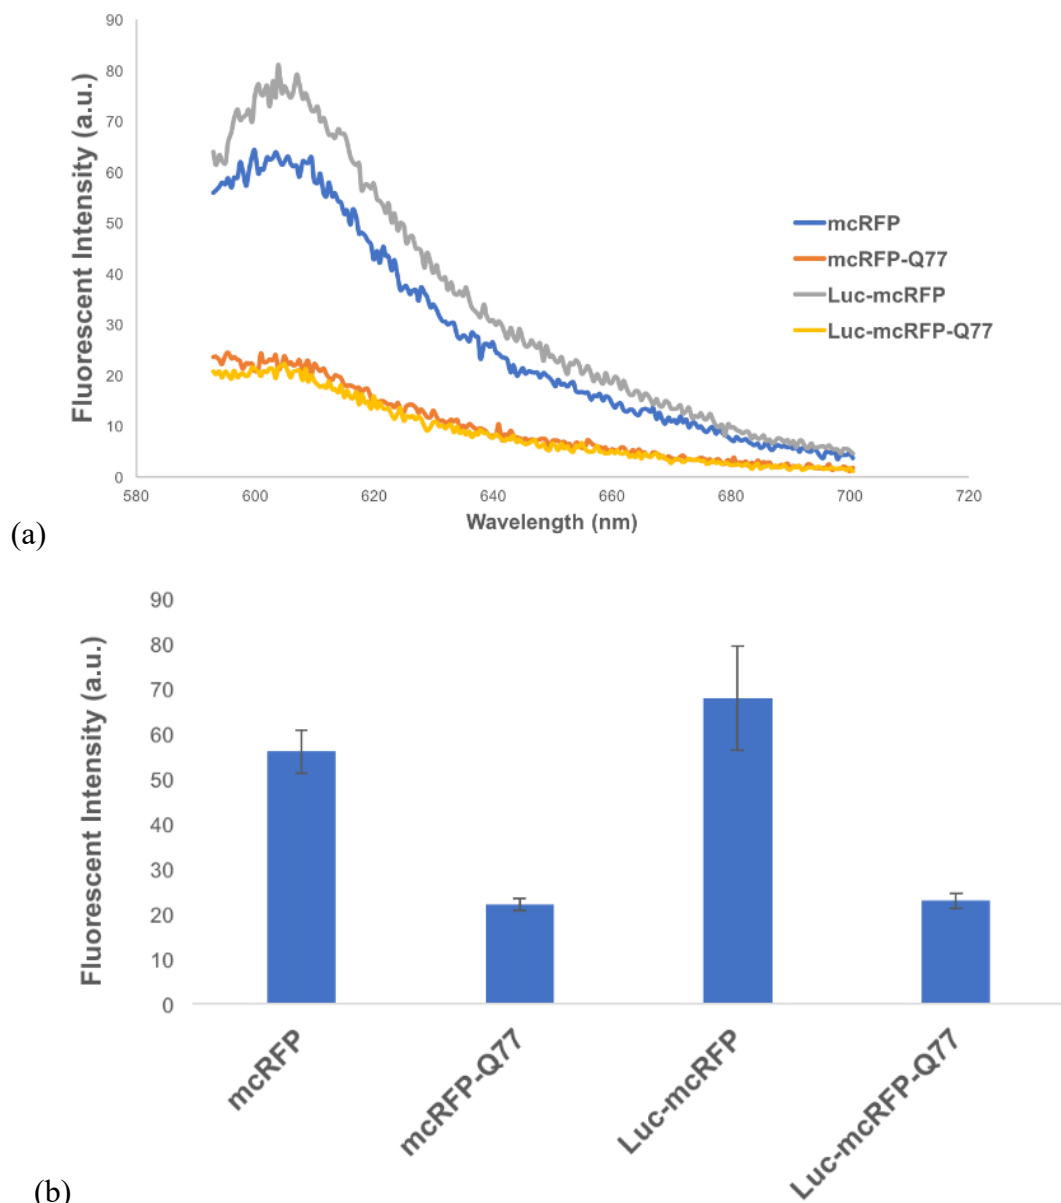 90
80
70
60
50
40
30
20
10
0
Fluorescent Intensity (a.u.)
mcRFP
mcRFP-Q77
Luc-mcRFP
Luc-mcRFP-Q77
580 600 620 640 660 680 700 720
Wavelength (nm)
(a)
90
80
70
60
50
40
30
20
10
0
Fluorescent Intensity (a.u.)
mcRFP
mcRFP-Q77
Luc-mcRFP
Luc-mcRFP-Q77
(b)